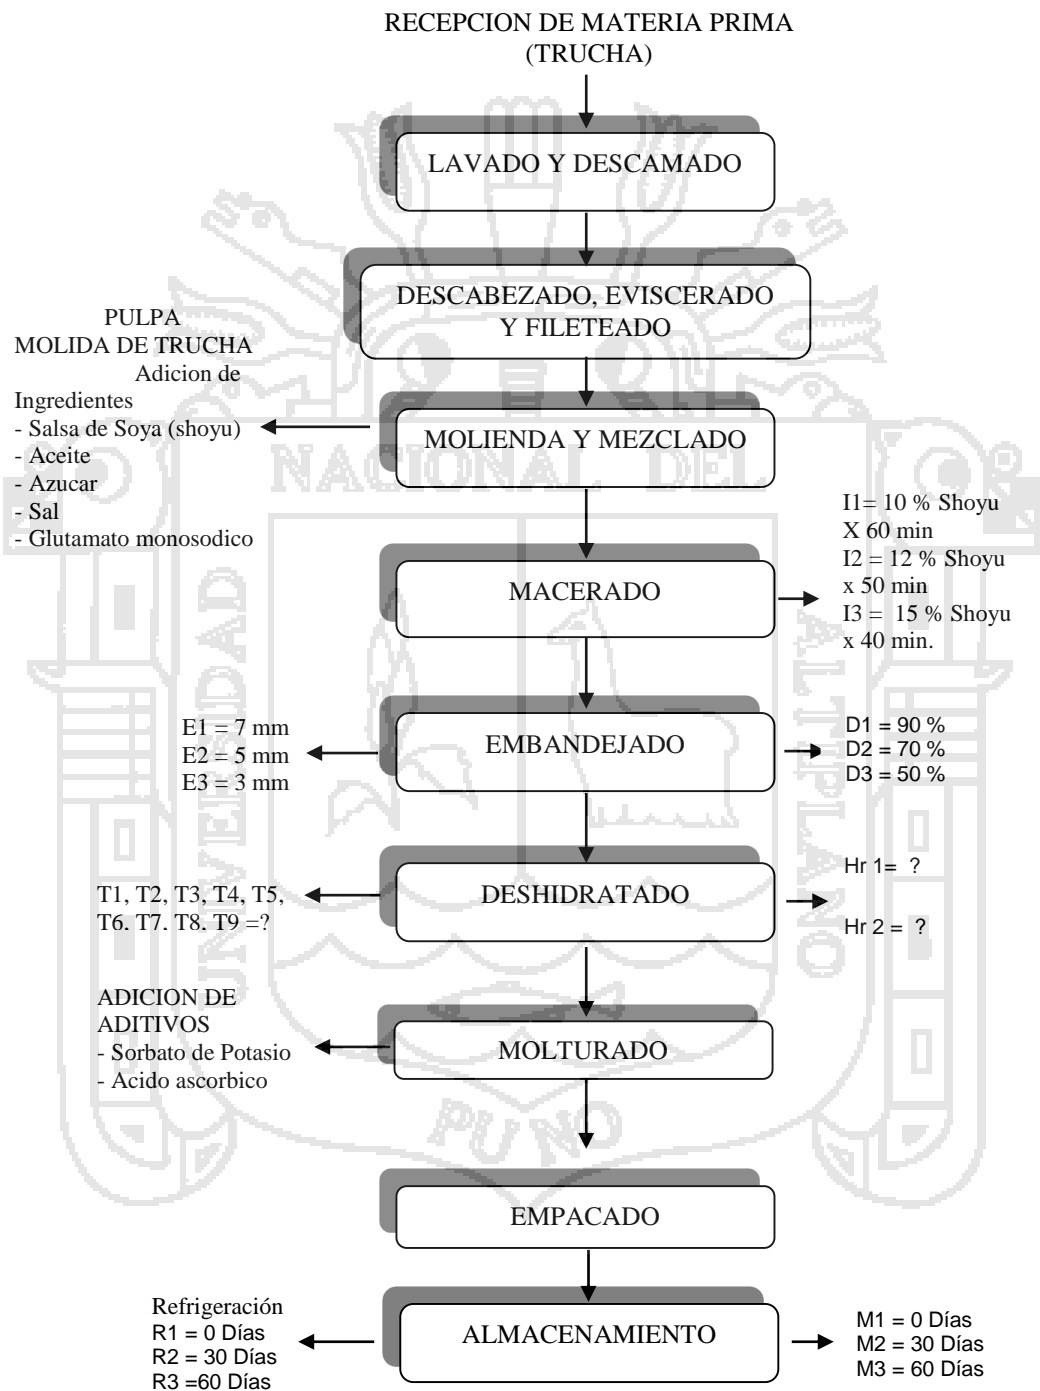 RECEPCION DE MATERIA PRIMA
(TRUCHA)
LAVADO Y DESCAMADO
DESCABEZADO, EVISCERADO
Y FILETEADO
PULPA
MOLIDA DE TRUCHA
Adicion de
Ingredientes
- Salsa de Soya (shoyu)
- Aceite
- Azucar
- Sal
- Glutamato monosodico
MOLIENDA Y MEZCLADO
MACERADO
I1= 10 % Shoyu
X 60 min
I2 = 12 % Shoyu
x 50 min
I3 = 15 % Shoyu
x 40 min.
E1 = 7 mm
E2 = 5 mm
E3 = 3 mm
EMBANDEJADO
D1 = 90 %
D2 = 70 %
D3 = 50 %
T1, T2, T3, T4, T5,
T6, T7, T8, T9 =?
DESHIDRATADO
Hr 1= ?
Hr 2 = ?
ADICION DE
ADITIVOS
- Sorbato de Potasio
- Acido ascorbico
MOLTURADO
EMPACADO
Refrigeración
R1 = 0 Días
R2 = 30 Días
R3 =60 Días
ALMACENAMIENTO
M1 = 0 Días
M2 = 30 Días
M3 = 60 Días
UNIVERSIDAD
NACIONAL DEL
ALTIPLANO
PUNO